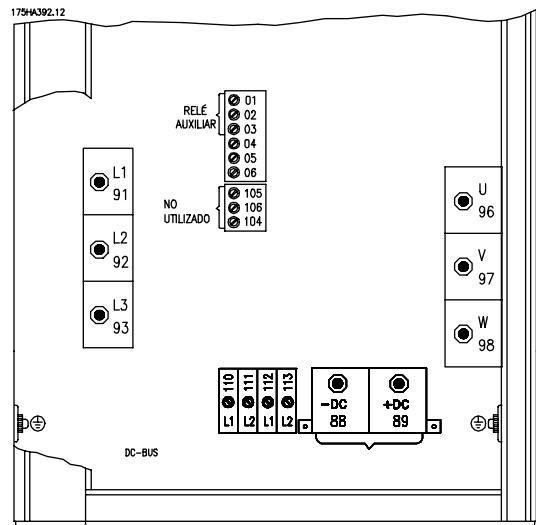 175HA392.12
RELÉ
AUXILIAR
01
02
03
04
05
06
NO
UTILIZADO
105
106
104
L1
91
L2
92
L3
93
U
96
V
97
W
98
110 111 112 113
L1 L2 L1 L2
-DC
88
+DC
89
DC-BUS